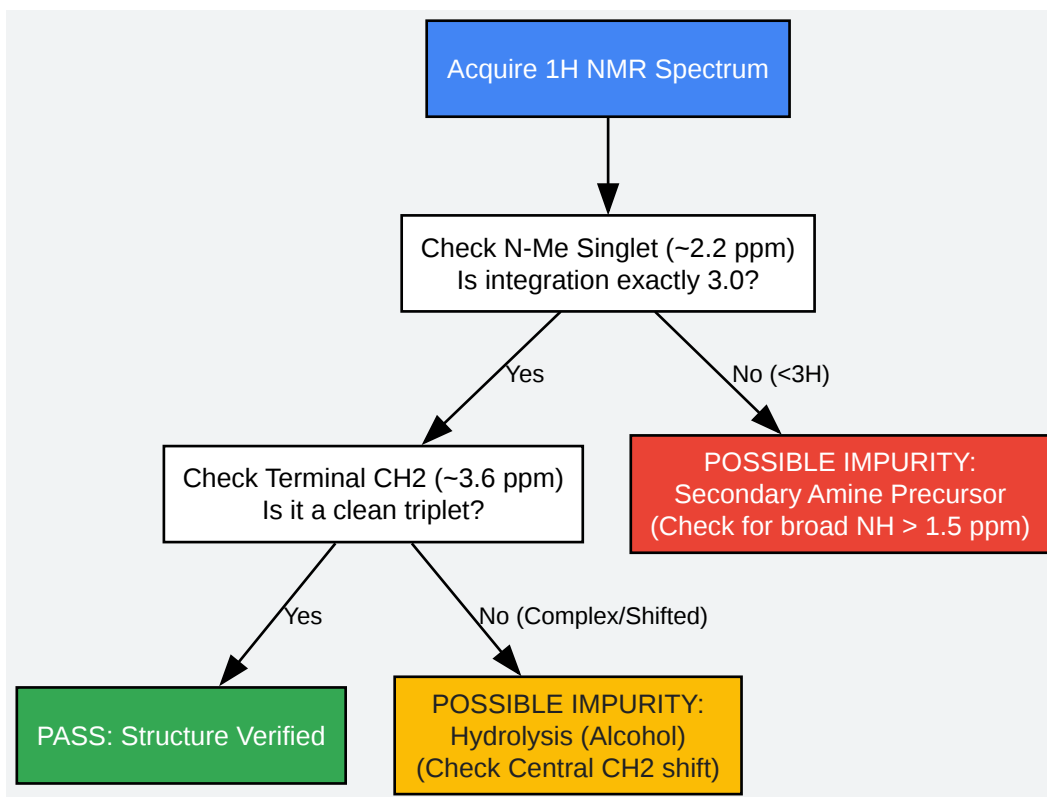 Acquire 1H NMR Spectrum
Check N-Me Singlet (~2.2 ppm)
Is integration exactly 3.0?
Yes
No (<3H)
Check Terminal CH2 (~3.6 ppm)
Is it a clean triplet?
POSSIBLE IMPURITY:
Secondary Amine Precursor
(Check for broad NH > 1.5 ppm)
Yes
No (Complex/Shifted)
PASS: Structure Verified
POSSIBLE IMPURITY:
Hydrolysis (Alcohol)
(Check Central CH2 shift)